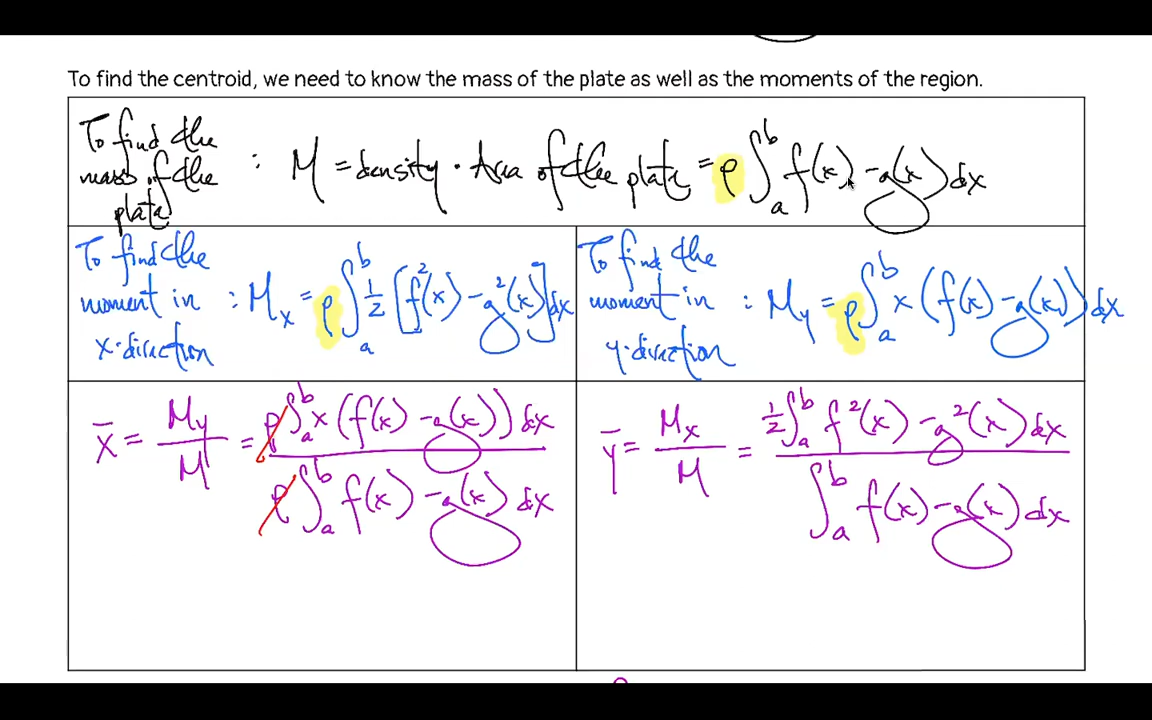 To find the centroid, we need to know the mass of the plate as well as the moments of the region.
To find the mass of the plate : M = density · Area of the plate = ρ ∫_a^b f(x) - g(x) dx
To find the moment in x-direction : M_x = ρ ∫_a^b 1/2 [f²(x) - g²(x)] dx
To find the moment in y-direction : M_y = ρ ∫_a^b x (f(x) - g(x)) dx
x̄ = M_y / M = ρ ∫_a^b x (f(x) - g(x)) dx / ρ ∫_a^b f(x) - g(x) dx
ȳ = M_x / M = 1/2 ∫_a^b f²(x) - g²(x) dx / ∫_a^b f(x) - g(x) dx